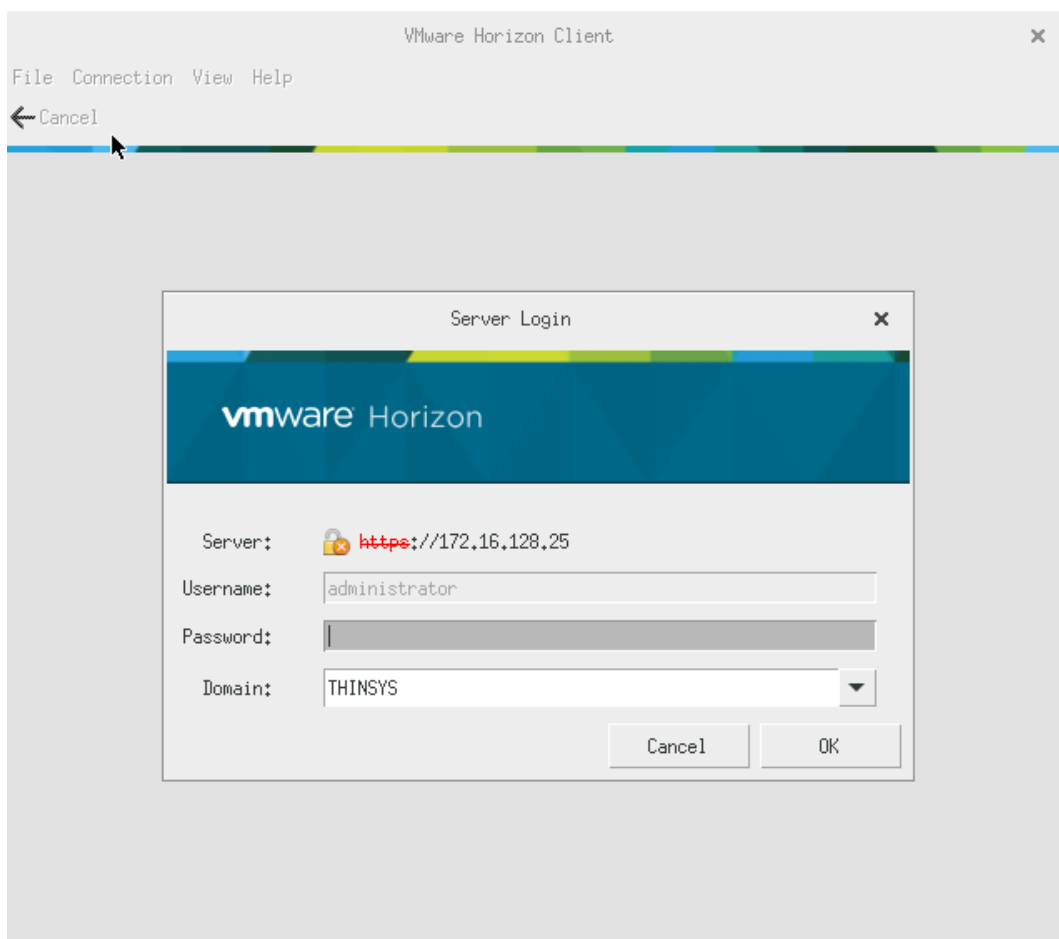 VMware Horizon Client
File Connection View Help
Cancel
Server Login
vmware Horizon
Server: https://172.16.128.25
Username: administrator
Password:
Domain: THINSYS
Cancel OK